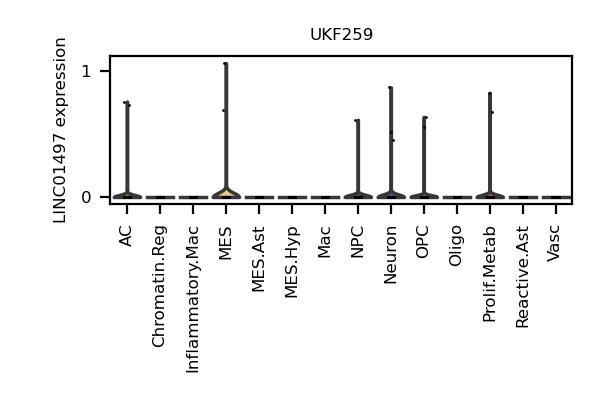 UKF259
LINC01497 expression
1
0
AC
Chromatin.Reg
Inflammatory.Mac
MES
MES.Ast
MES.Hyp
Mac
NPC
Neuron
OPC
Oligo
Prolif.Metab
Reactive.Ast
Vasc